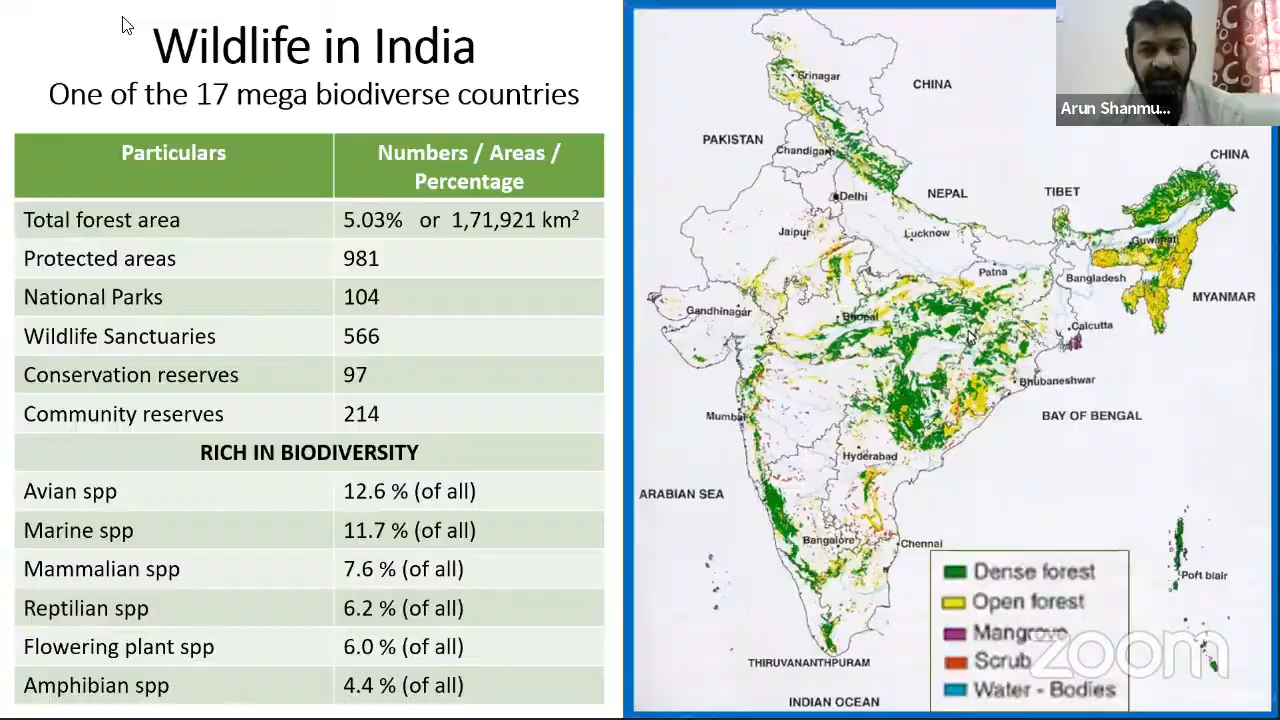 Wildlife in India
One of the 17 mega biodiverse countries
Particulars
Numbers / Areas /
Percentage
Total forest area
5.03% or 1,71,921 km²
Protected areas
981
National Parks
104
Wildlife Sanctuaries
566
Conservation reserves
97
Community reserves
214
RICH IN BIODIVERSITY
Avian spp
12.6 % (of all)
Marine spp
11.7 % (of all)
Mammalian spp
7.6 % (of all)
Reptilian spp
6.2 % (of all)
Flowering plant spp
6.0 % (of all)
Amphibian spp
4.4 % (of all)
Srinagar
CHINA
PAKISTAN
Chandigarh
Delhi
NEPAL
TIBET
CHINA
Jaipur
Lucknow
Guwahati
Patna
Bangladesh
MYANMAR
Gandhinagar
Bhopal
Calcutta
Bhubaneshwar
Mumbai
BAY OF BENGAL
Hyderabad
ARABIAN SEA
Bangalore
Chennai
Port blair
THIRUVANANTHPURAM
INDIAN OCEAN
Dense forest
Open forest
Mangrove
Scrub
Water - Bodies
zoom
Arun Shanmu...